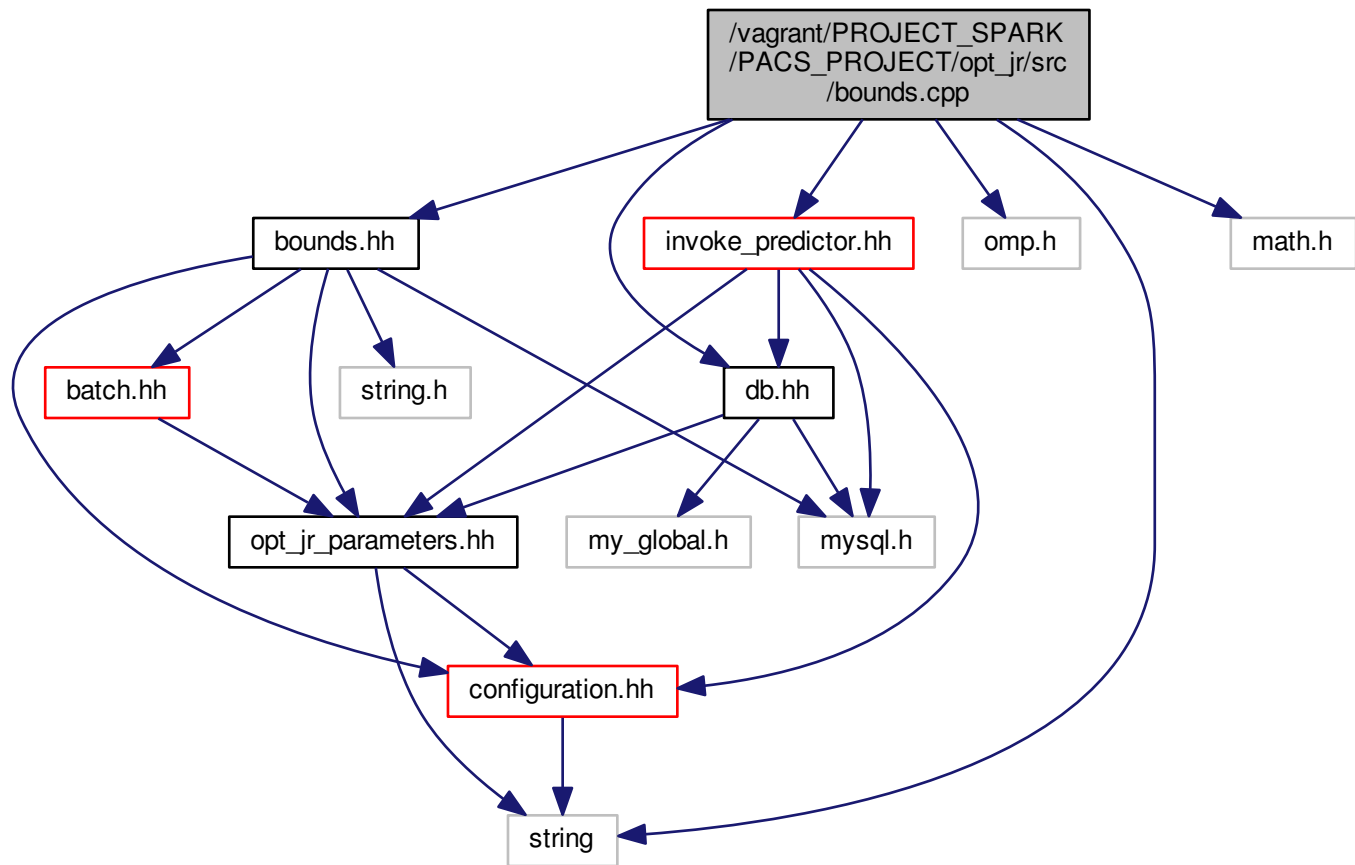 /vagrant/PROJECT_SPARK
/PACS_PROJECT/opt_jr/src
/bounds.cpp
bounds.hh
invoke_predictor.hh
omp.h
math.h
batch.hh
string.h
db.hh
opt_jr_parameters.hh
my_global.h
mysql.h
configuration.hh
string